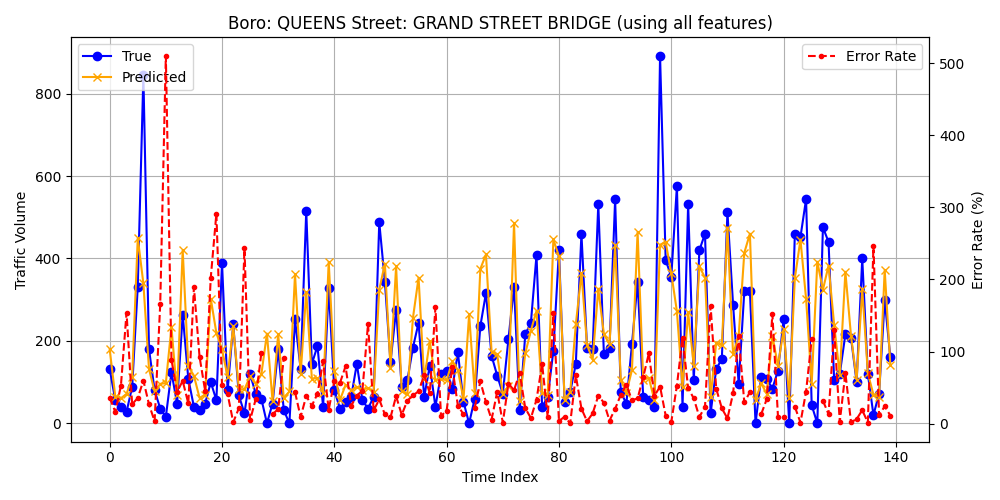 Boro: QUEENS Street: GRAND STREET BRIDGE (using all features)
True
Predicted
Error Rate
Traffic Volume
800
600
400
200
0
500
400
300
200
100
0
Error Rate (%)
0 20 40 60 80 100 120 140
Time Index